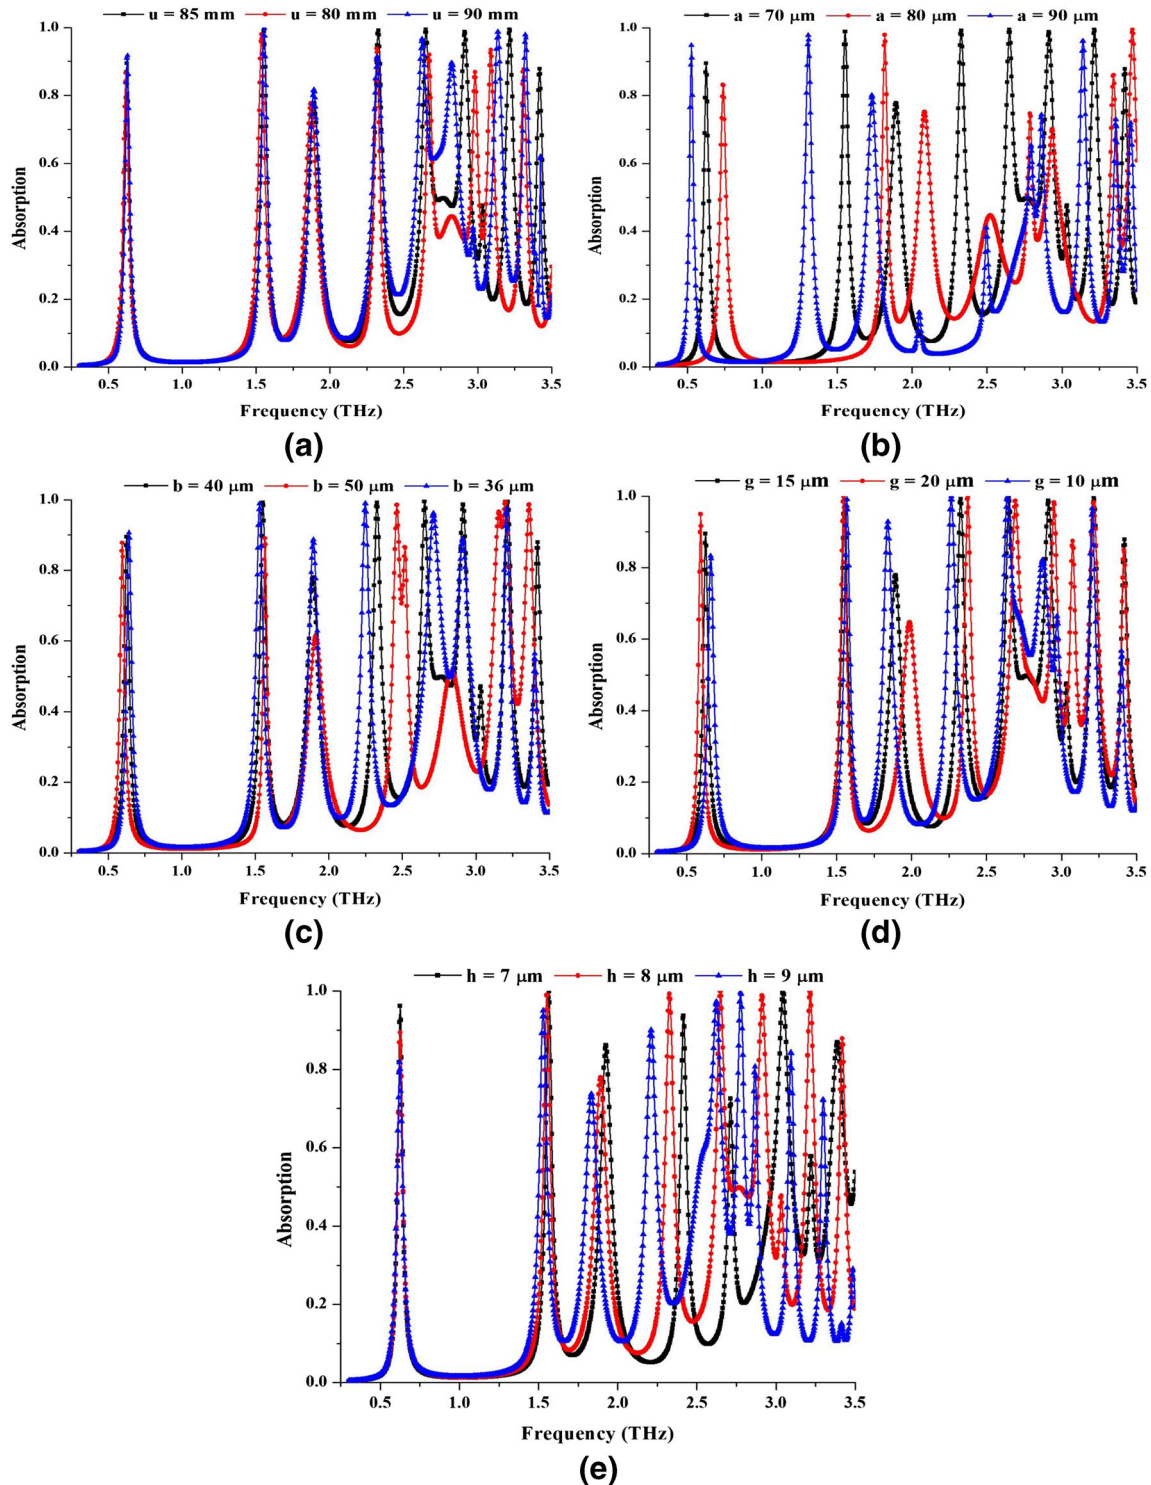 u = 85 mm u = 80 mm u = 90 mm
1.0
0.8
0.6
0.4
0.2
0.0
Absorption
0.5 1.0 1.5 2.0 2.5 3.0 3.5
Frequency (THz)
(a)
a = 70 μm a = 80 μm a = 90 μm
1.0
0.8
0.6
0.4
0.2
0.0
Absorption
0.5 1.0 1.5 2.0 2.5 3.0 3.5
Frequency (THz)
(b)
b = 40 μm b = 50 μm b = 36 μm
1.0
0.8
0.6
0.4
0.2
0.0
Absorption
0.5 1.0 1.5 2.0 2.5 3.0 3.5
Frequency (THz)
(c)
g = 15 μm g = 20 μm g = 10 μm
1.0
0.8
0.6
0.4
0.2
0.0
Absorption
0.5 1.0 1.5 2.0 2.5 3.0 3.5
Frequency (THz)
(d)
h = 7 μm h = 8 μm h = 9 μm
1.0
0.8
0.6
0.4
0.2
0.0
Absorption
0.5 1.0 1.5 2.0 2.5 3.0 3.5
Frequency (THz)
(e)